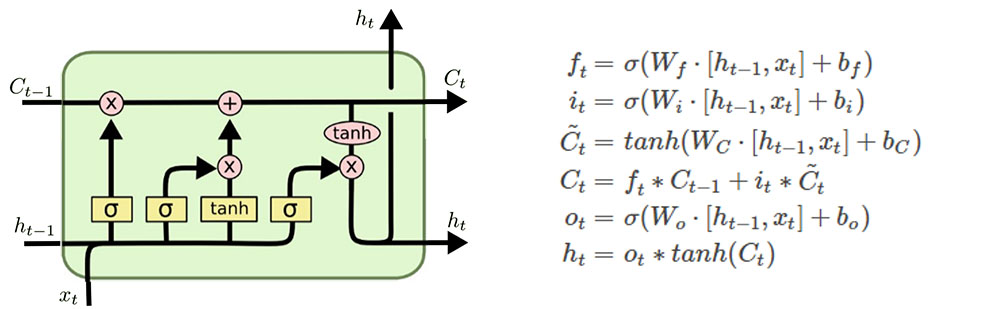 h_t
C_{t-1}
C_t
x
+
tanh
x
x
σ
σ
tanh
σ
h_{t-1}
h_t
x_t
f_t = σ(W_f · [h_{t-1}, x_t] + b_f)
i_t = σ(W_i · [h_{t-1}, x_t] + b_i)
C̃_t = tanh(W_C · [h_{t-1}, x_t] + b_C)
C_t = f_t * C_{t-1} + i_t * C̃_t
o_t = σ(W_o · [h_{t-1}, x_t] + b_o)
h_t = o_t * tanh(C_t)